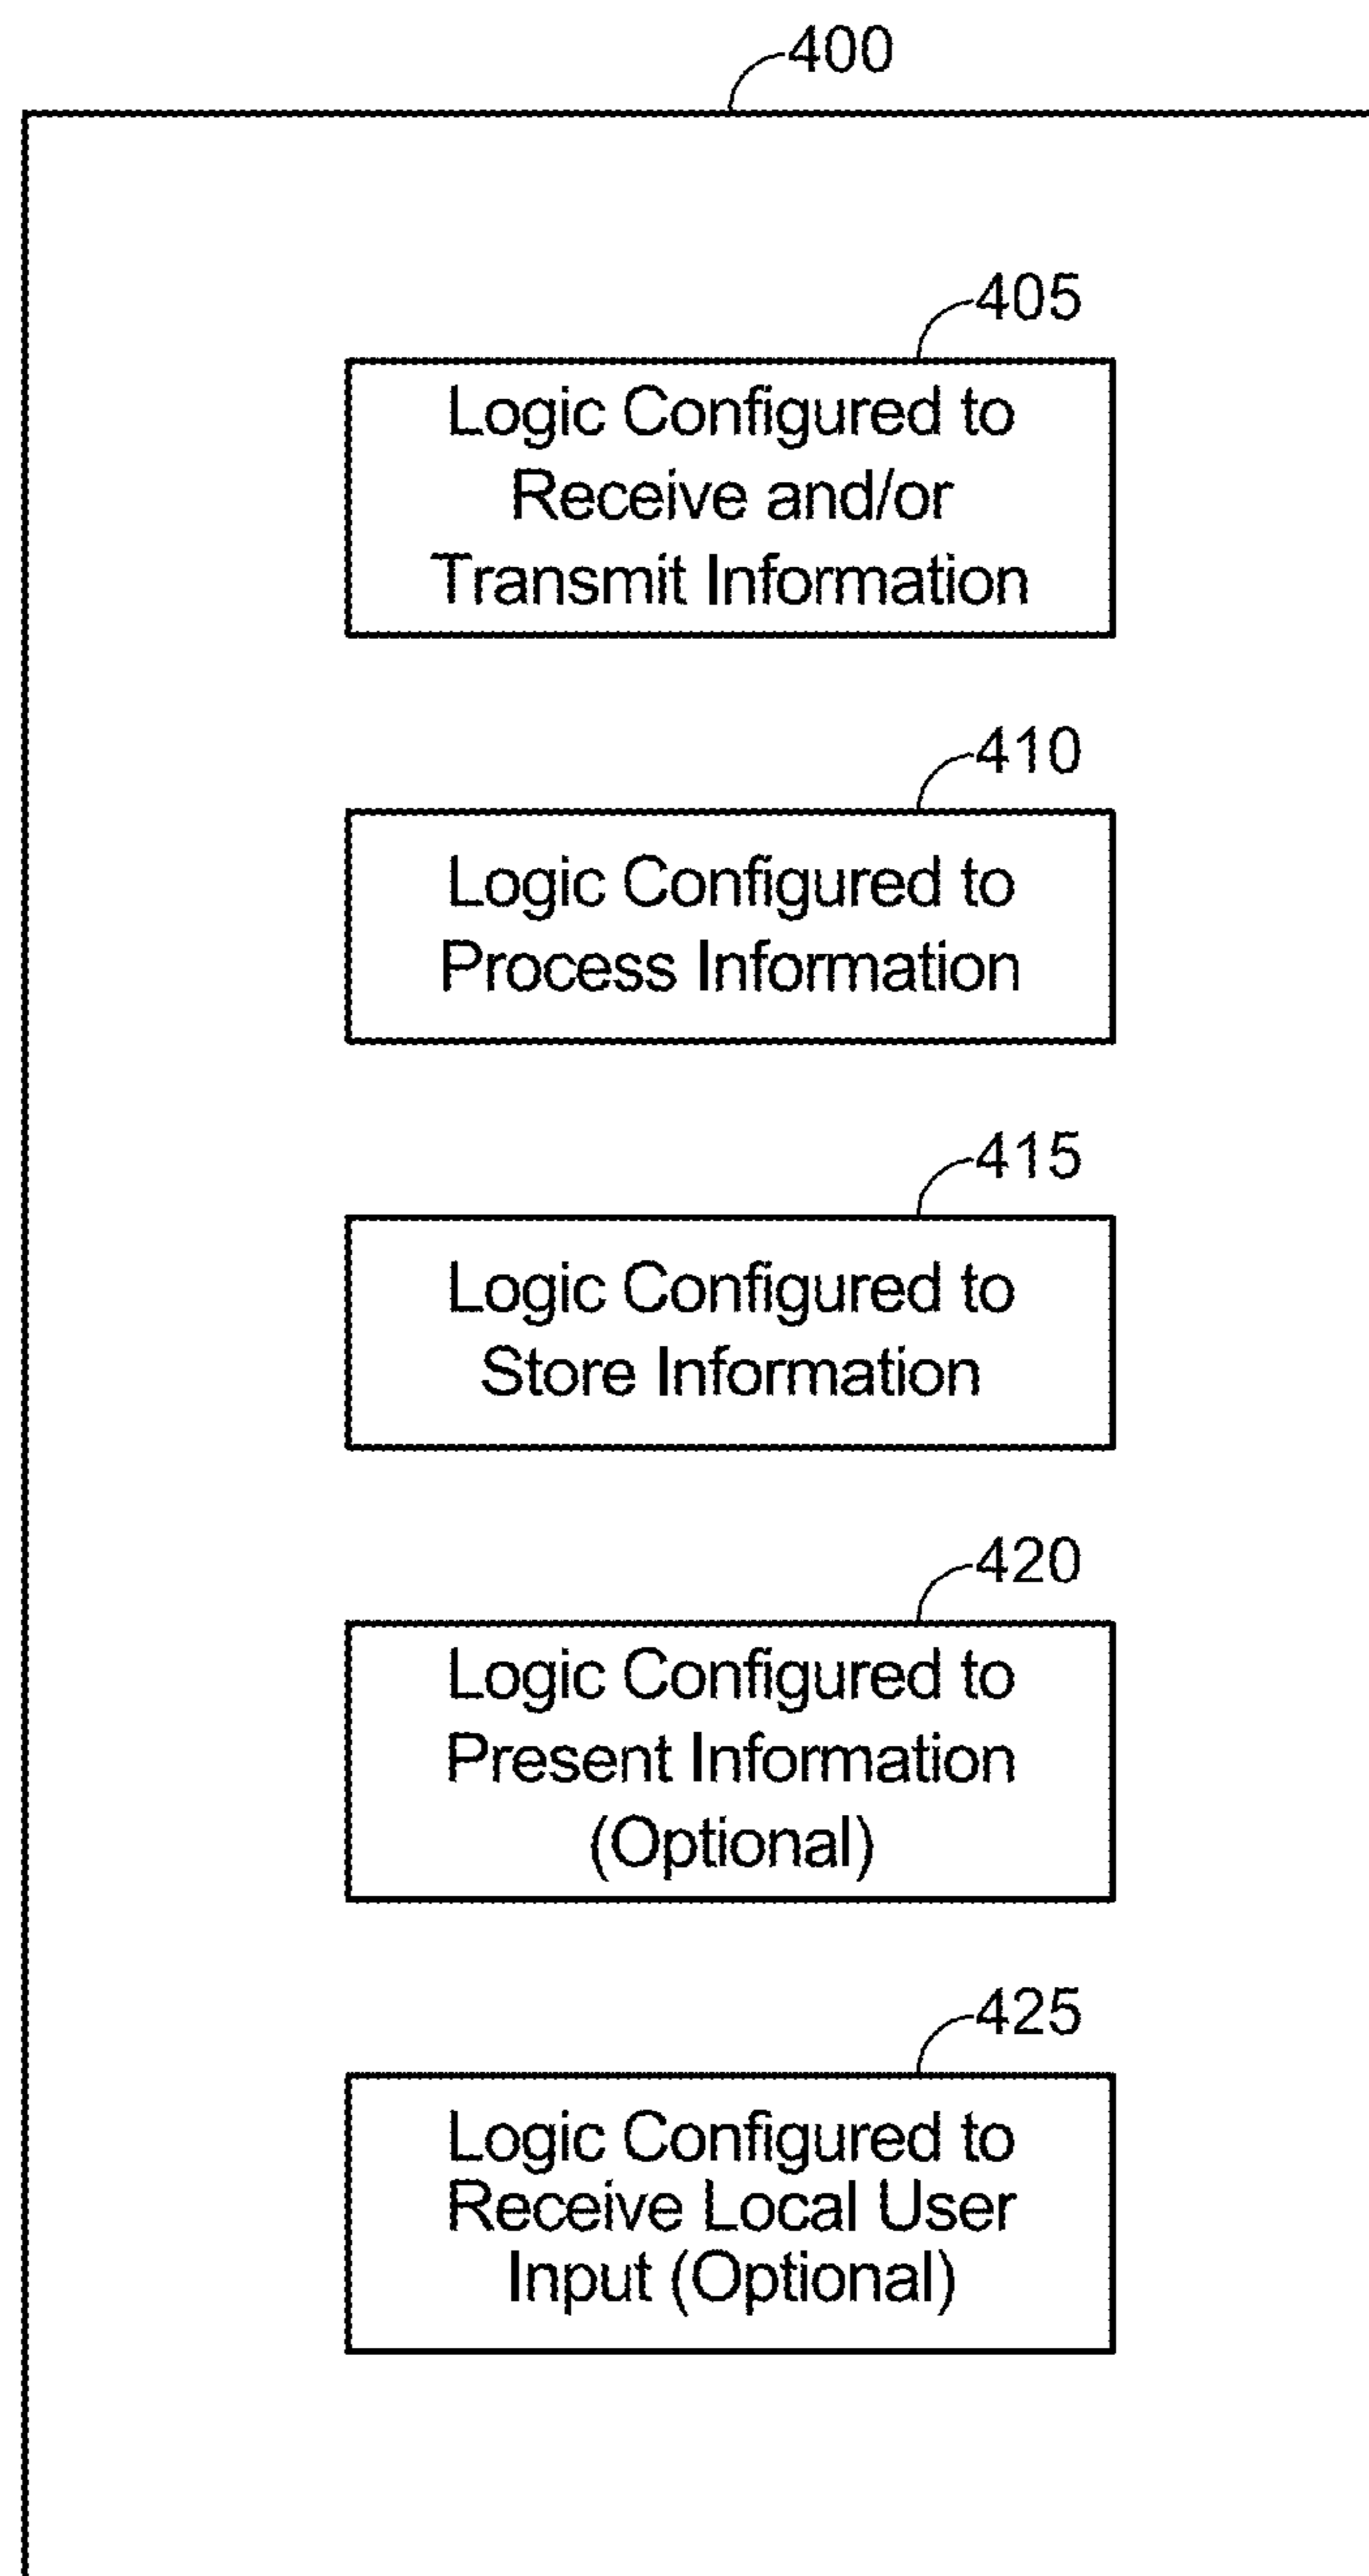 400
405
Logic Configured to
Receive and/or
Transmit Information
410
Logic Configured to
Process Information
415
Logic Configured to
Store Information
420
Logic Configured to
Present Information
(Optional)
425
Logic Configured to
Receive Local User
Input (Optional)